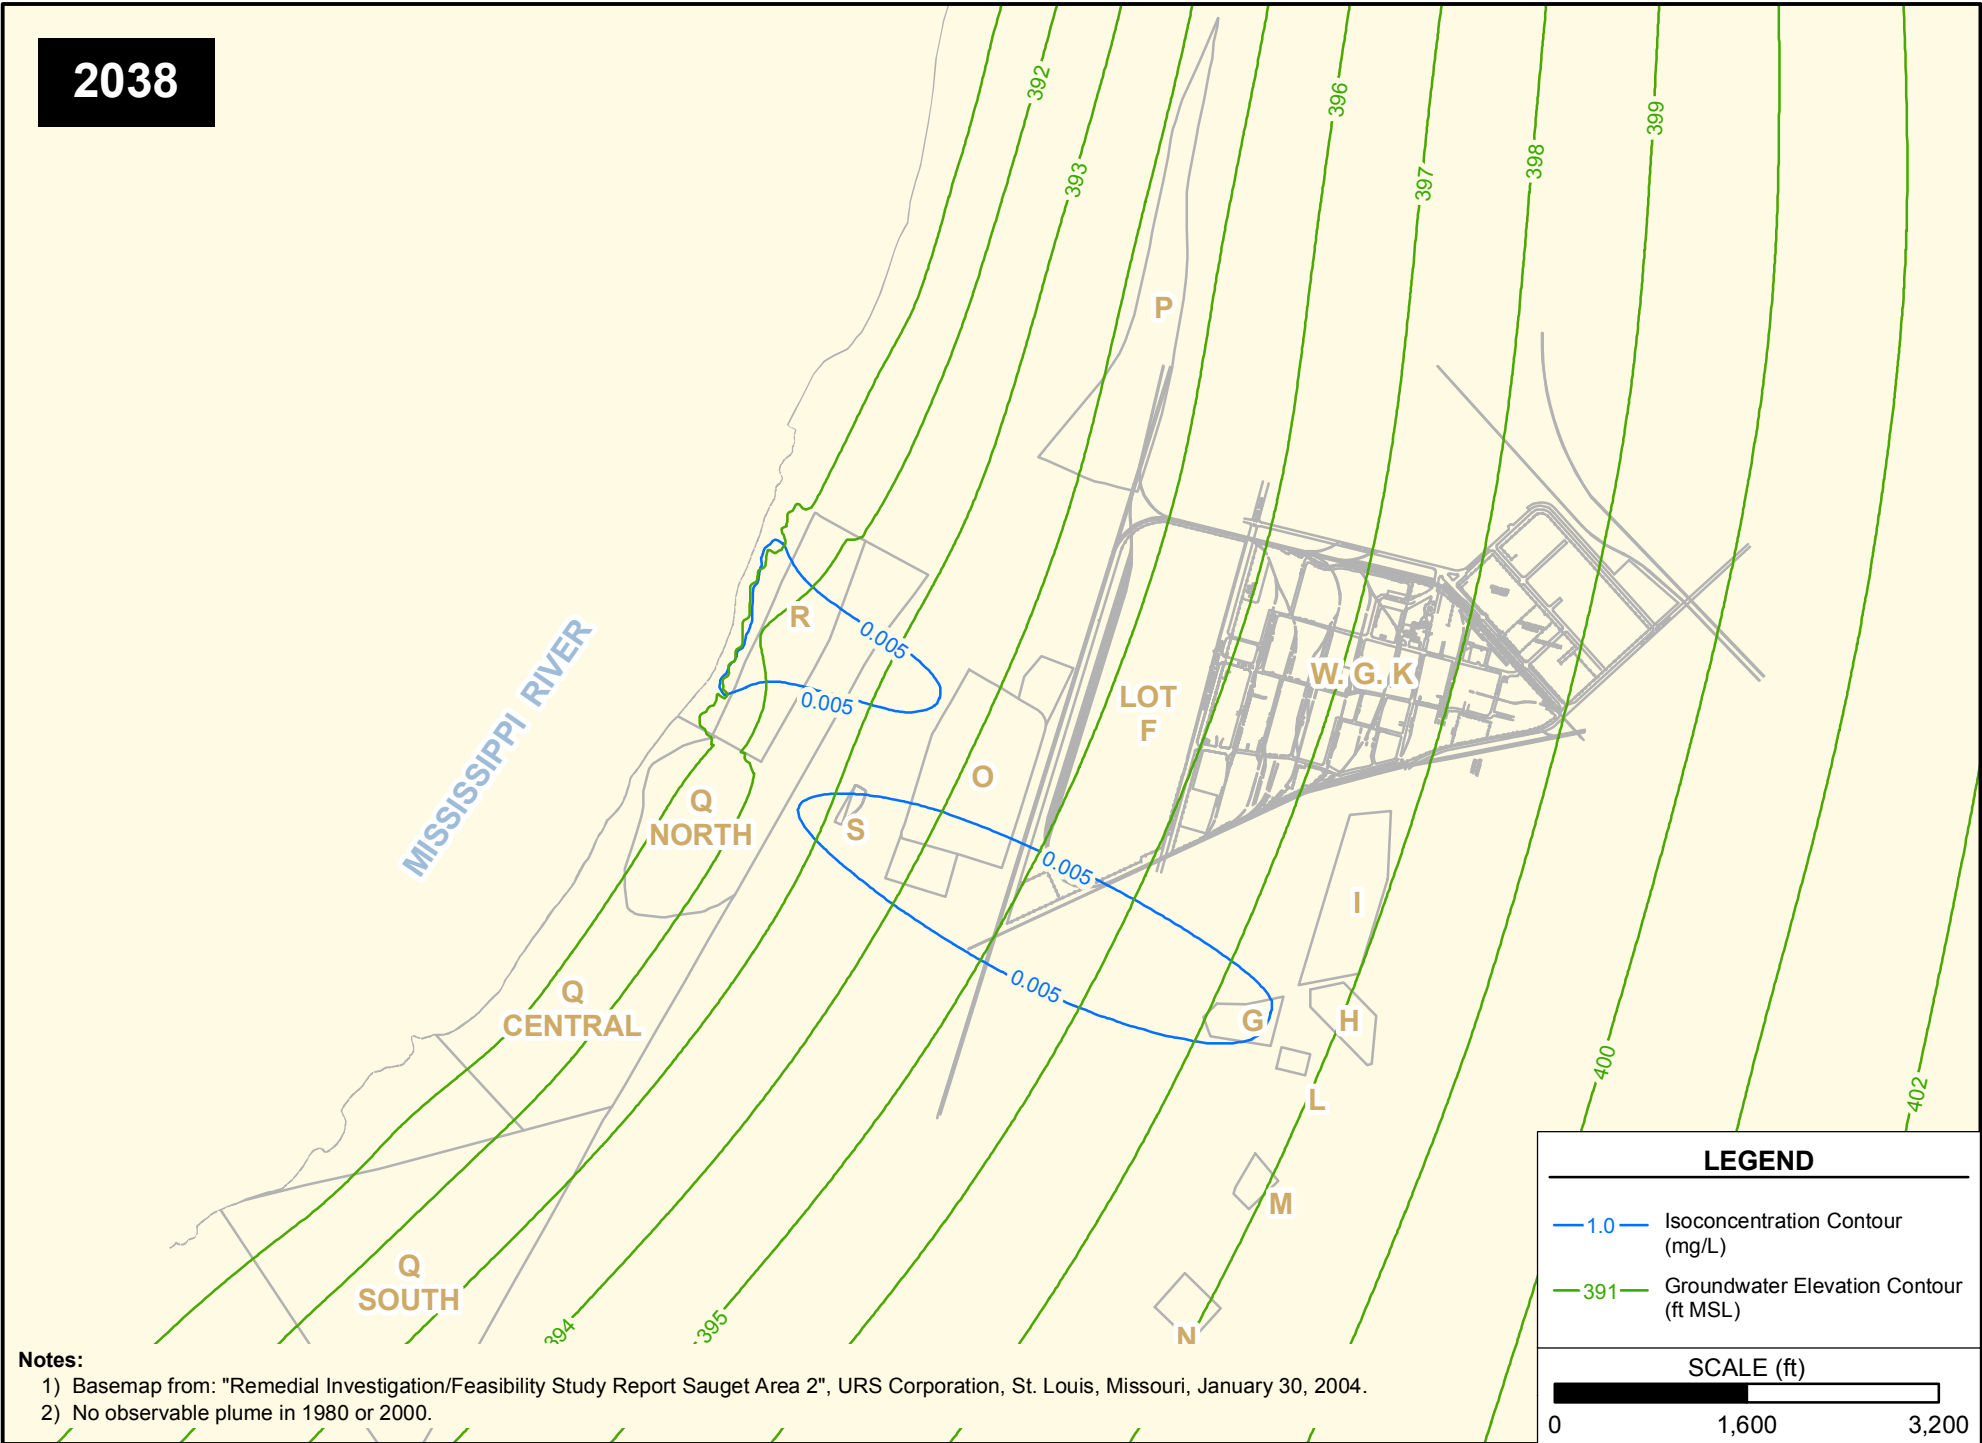 2038
392
393
396
397
398
399
P
MISSISSIPPI RIVER
R
0.005
0.005
LOT
F
W. G. K
O
Q
NORTH
S
0.005
0.005
I
Q
CENTRAL
G
H
L
400
402
M
Q
SOUTH
394
395
N
LEGEND
1.0 Isoconcentration Contour
(mg/L)
391 Groundwater Elevation Contour
(ft MSL)
SCALE (ft)
0 1,600 3,200
Notes:
1) Basemap from: "Remedial Investigation/Feasibility Study Report Sauget Area 2", URS Corporation, St. Louis, Missouri, January 30, 2004.
2) No observable plume in 1980 or 2000.